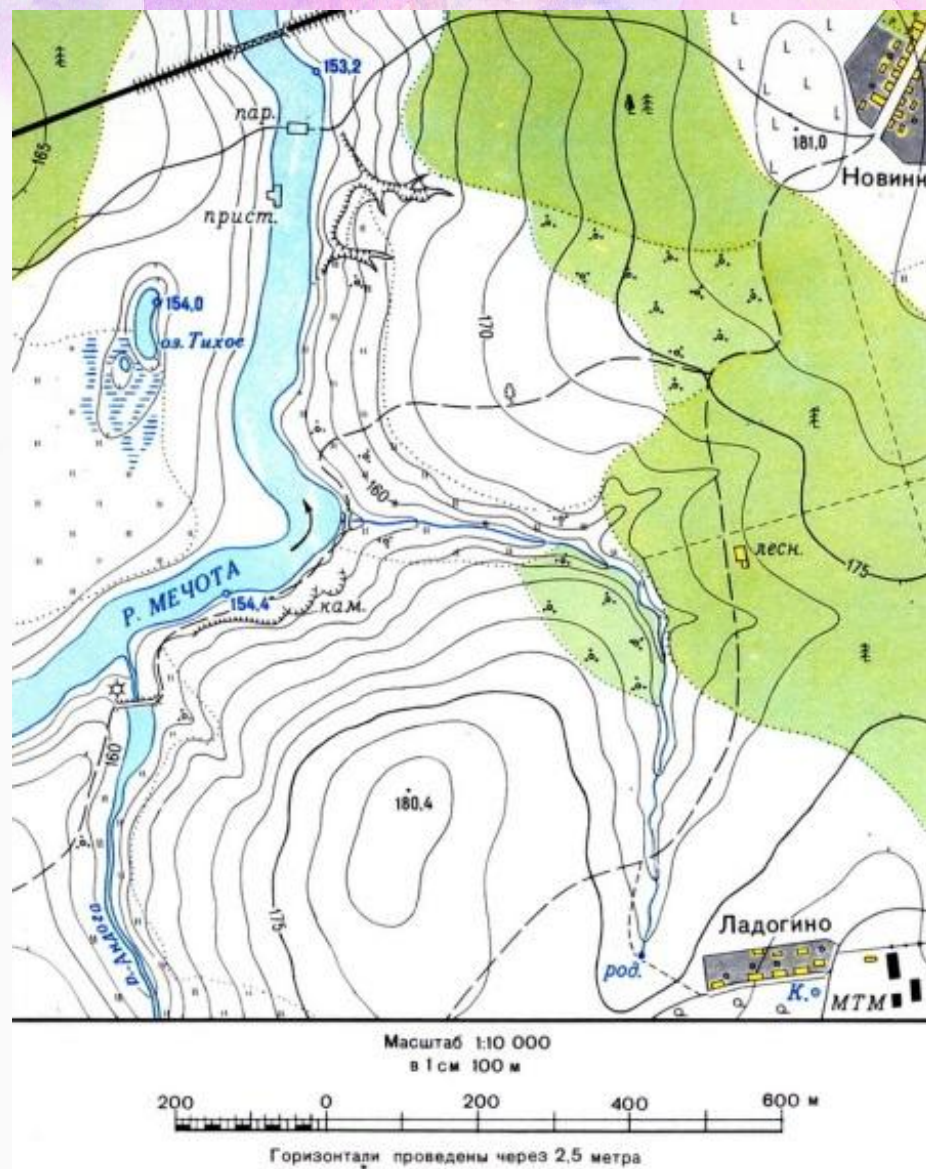 153,2
пар.
165
181,0
Новинк
прист.
154,0
оз. Тихое
170
160
лесн.
175
Р. МЕЧОТА
154,4
кам.
160
180,4
175
р. Андога
Ладогино
род.
К.
МТМ
Масштаб 1:10 000
в 1 см 100 м
200 0 200 400 600 м
Горизонтали проведены через 2,5 метра